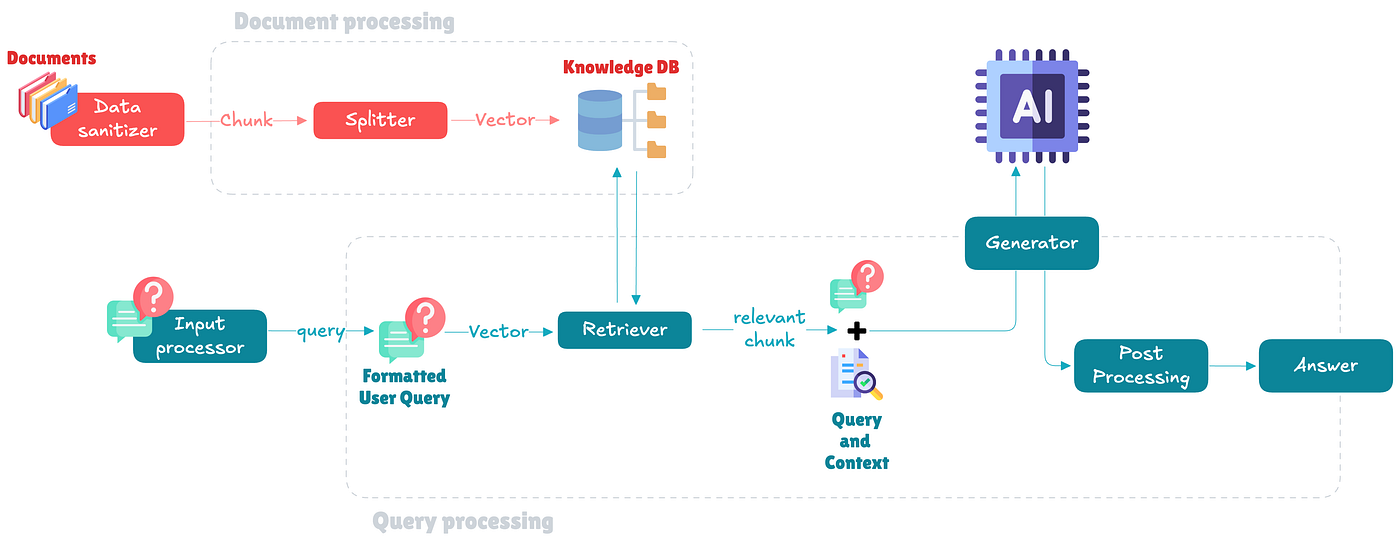 Document processing
Documents
Data
sanitizer
Chunk
Splitter
Vector
Knowledge DB
AI
Generator
Input
processor
query
Formatted
User Query
Vector
Retriever
relevant
chunk
Query
and
Context
Post
Processing
Answer
Query processing